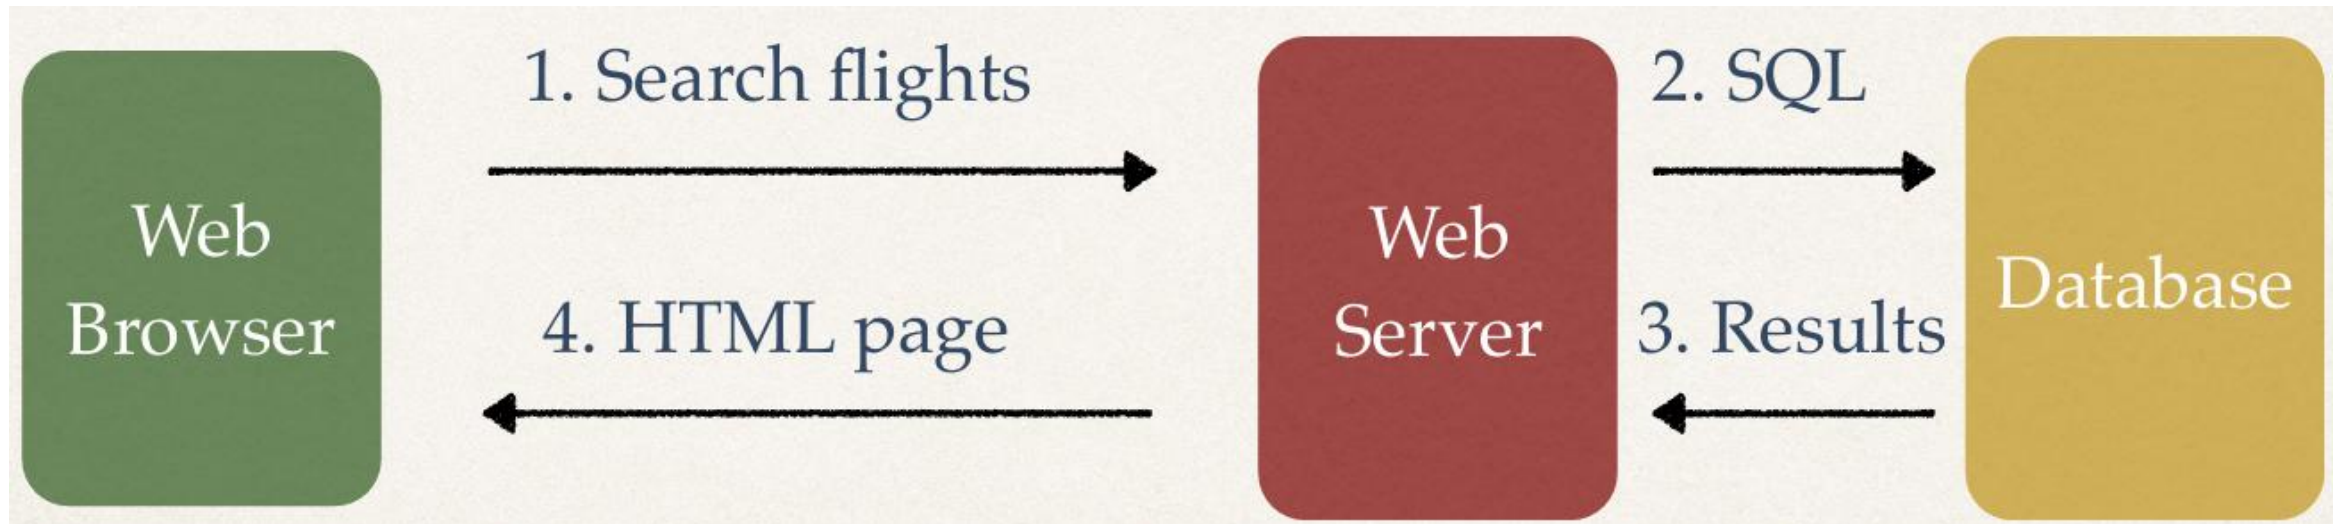 1. Search flights
2. SQL
Web
Browser
Web
Server
Database
4. HTML page
3. Results